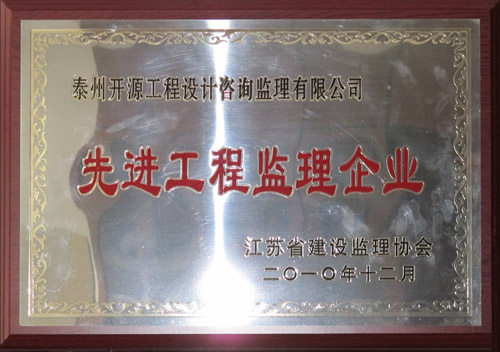 泰州开源工程设计咨询监理有限公司
先进工程监理企业
江苏省建设监理协会
二〇一〇年十二月